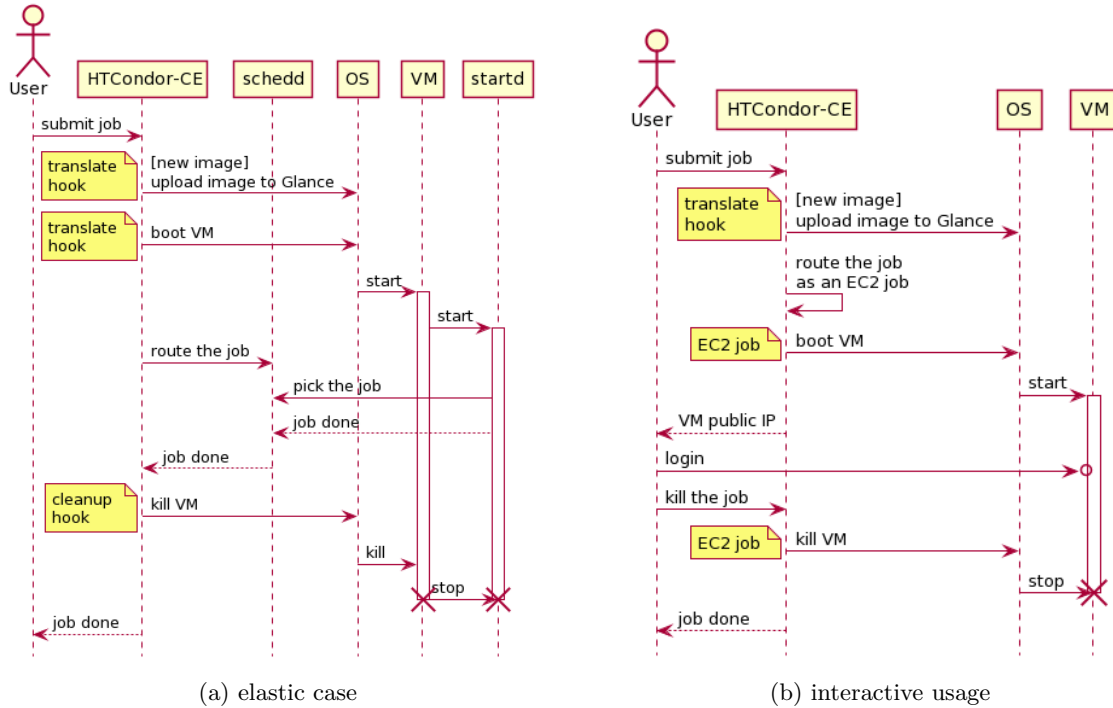 User
HTCondor-CE
schedd
OS
VM
startd
submit job
translate
hook
[new image]
upload image to Glance
translate
hook
boot VM
start
start
route the job
pick the job
job done
job done
cleanup
hook
kill VM
kill
stop
job done
(a) elastic case
User
HTCondor-CE
OS
VM
submit job
translate
hook
[new image]
upload image to Glance
route the job
as an EC2 job
EC2 job
boot VM
start
VM public IP
login
kill the job
EC2 job
kill VM
stop
job done
(b) interactive usage